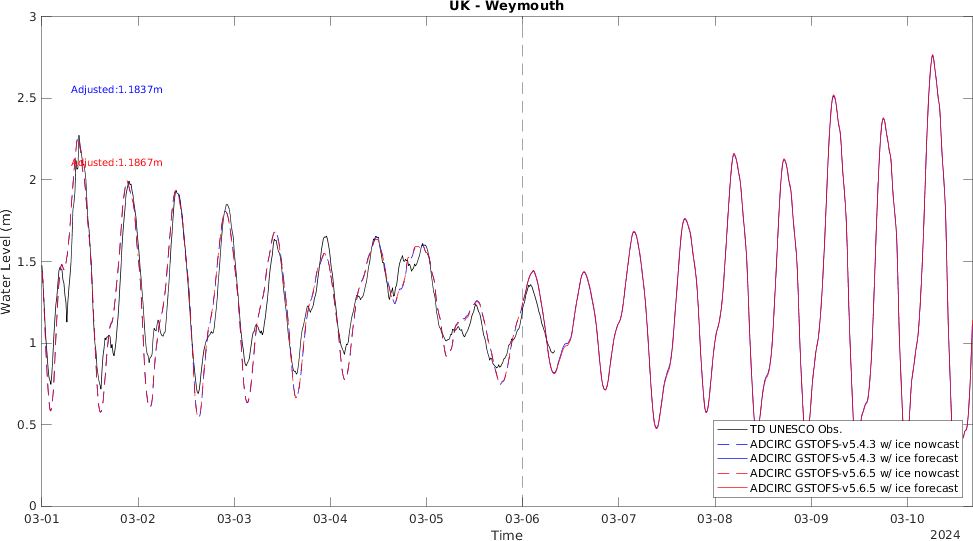 UK - Weymouth
3
2.5
2
1.5
1
0.5
0
Water Level (m)
Adjusted:1.1837m
Adjusted:1.1867m
TD UNESCO Obs.
ADCIRC GSTOFS-v5.4.3 w/ ice nowcast
ADCIRC GSTOFS-v5.4.3 w/ ice forecast
ADCIRC GSTOFS-v5.6.5 w/ ice nowcast
ADCIRC GSTOFS-v5.6.5 w/ ice forecast
03-01 03-02 03-03 03-04 03-05 03-06 03-07 03-08 03-09 03-10
Time
2024